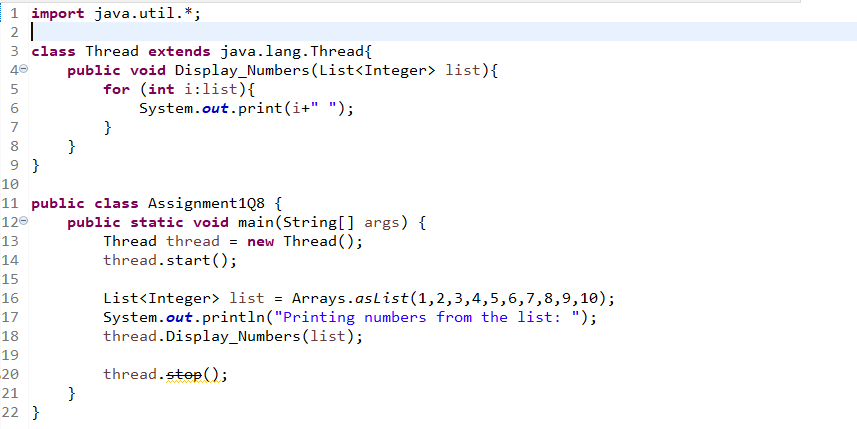 1 import java.util.*;
2
3 class Thread extends java.lang.Thread{
4     public void Display_Numbers(List<Integer> list){
5         for (int i:list){
6             System.out.print(i+" ");
7         }
8     }
9 }
10
11 public class Assignment1Q8 {
12     public static void main(String[] args) {
13         Thread thread = new Thread();
14         thread.start();
15
16         List<Integer> list = Arrays.asList(1,2,3,4,5,6,7,8,9,10);
17         System.out.println("Printing numbers from the list: ");
18         thread.Display_Numbers(list);
19
20         thread.stop();
21     }
22 }